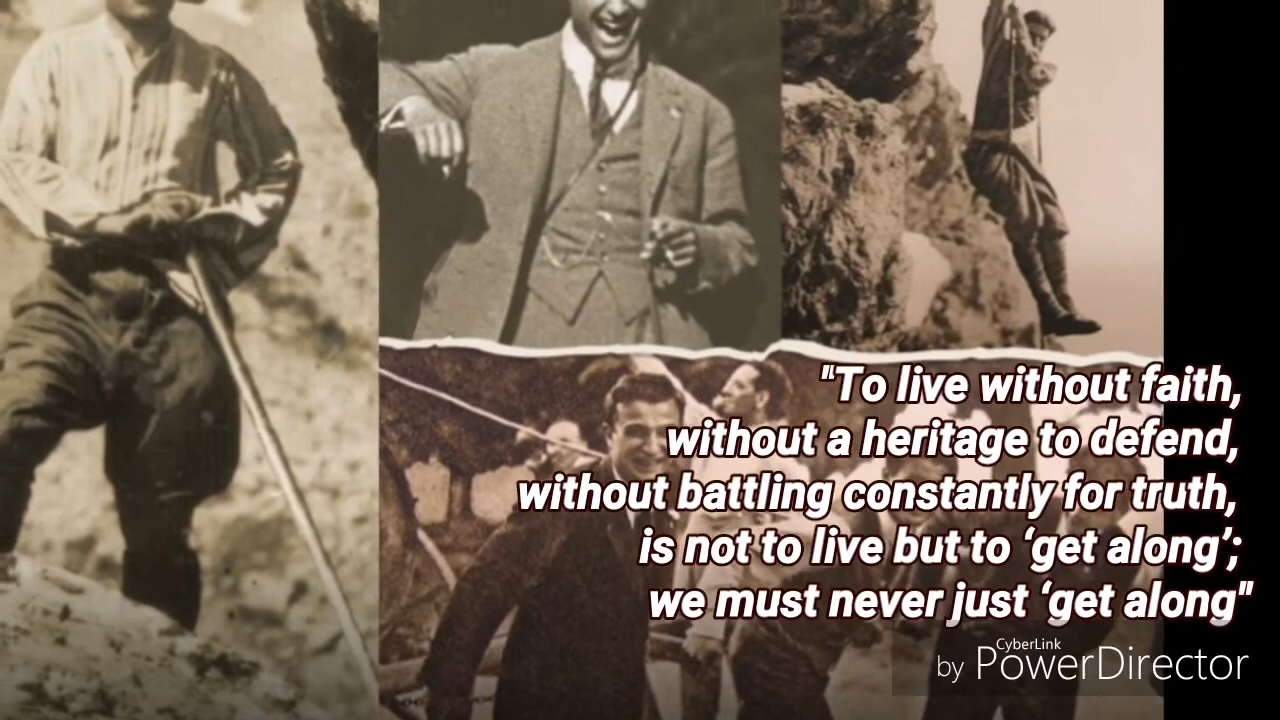 "To live without faith,
without a heritage to defend,
without battling constantly for truth,
is not to live but to ‘get along’;
we must never just ‘get along"
CyberLink
by PowerDirector